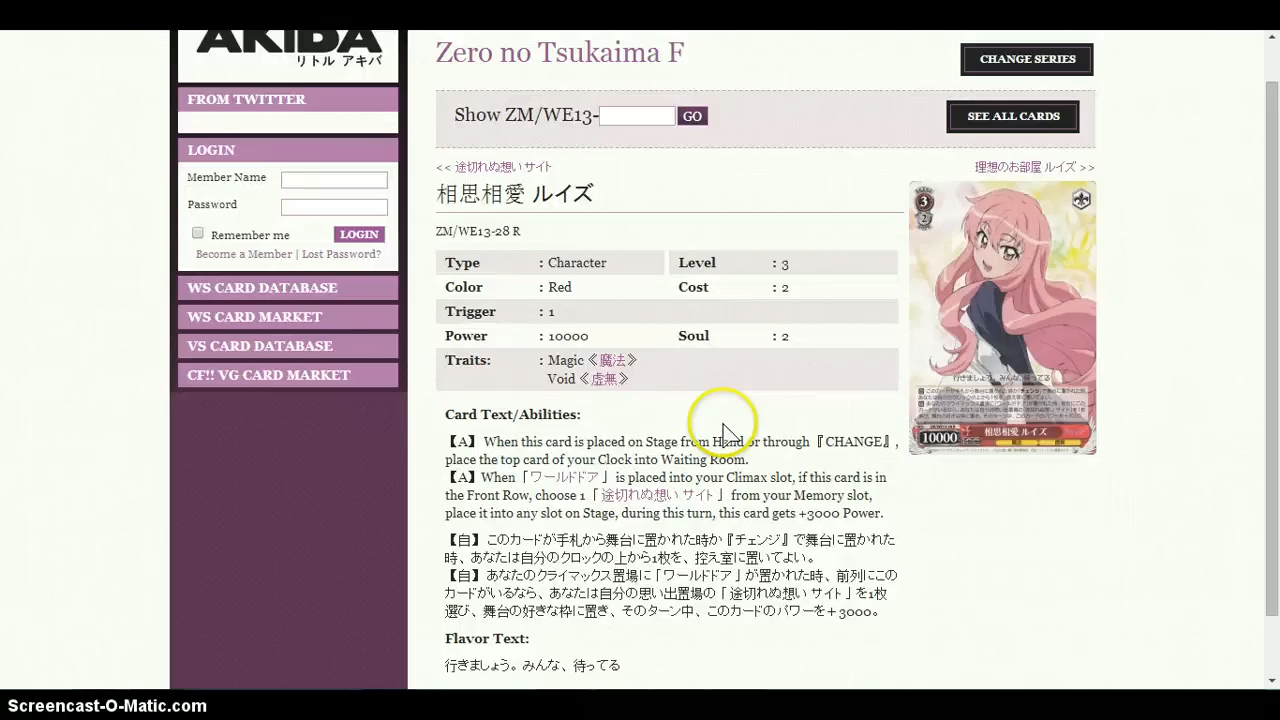 AKIBA
リトル アキバ
FROM TWITTER
LOGIN
Member Name
Password
Remember me LOGIN
Become a Member | Lost Password?
WS CARD DATABASE
WS CARD MARKET
VS CARD DATABASE
CF!! VG CARD MARKET
Zero no Tsukaima F
CHANGE SERIES
Show ZM/WE13- GO
SEE ALL CARDS
<< 途切れぬ想い サイト
理想のお部屋 ルイズ >>
相思相愛 ルイズ
ZM/WE13-28 R
Type : Character Level : 3
Color : Red Cost : 2
Trigger : 1
Power : 10000 Soul : 2
Traits: : Magic 《魔法》
Void 《虚無》
Card Text/Abilities:
【A】 When this card is placed on Stage from Hand or through『CHANGE』,
place the top card of your Clock into Waiting Room.
【A】 When「ワールドドア」 is placed into your Climax slot, if this card is in
the Front Row, choose 1「途切れぬ想い サイト」 from your Memory slot,
place it into any slot on Stage, during this turn, this card gets +3000 Power.
【自】 このカードが手札から舞台に置かれた時か『チェンジ』で舞台に置かれた
時、あなたは自分のクロックの上から1枚を、控え室に置いてよい。
【自】 あなたのクライマックス置場に「ワールドドア」が置かれた時、前列にこの
カードがいるなら、あなたは自分の思い出置場の「途切れぬ想い サイト」を1枚
選び、舞台の好きな枠に置き、そのターン中、このカードのパワーを＋3000。
Flavor Text:
行きましょう。みんな、待ってる
3
2
行きましょう。みんな、待ってる
10000
相思相愛 ルイズ
Screencast-O-Matic.com